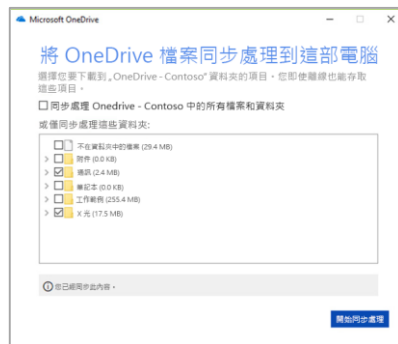 Microsoft OneDrive
將 OneDrive 檔案同步處理到這部電腦
選擇您要下載到„OneDrive - Contoso"資料夾的項目。您即使離線也能存取
這些項目。
同步處理 Onedrive - Contoso 中的所有檔案和資料夾
或僅同步處理這些資料夾:
不在資料夾中的檔案 (29.4 MB)
附件 (0.0 KB)
通訊 (2.4 MB)
筆記本 (0.0 KB)
工作範例 (255.4 MB)
X 光 (17.5 MB)
您已經同步此內容。
開始同步處理